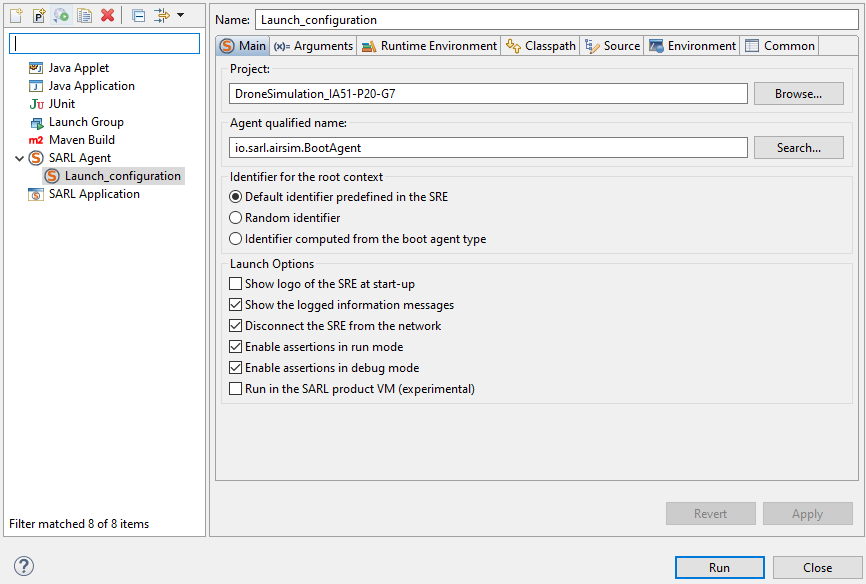 Name: Launch_configuration
Main (x)= Arguments Runtime Environment Classpath Source Environment Common
Java Applet
Java Application
Ju JUnit
Launch Group
m2 Maven Build
S SARL Agent
S Launch_configuration
SARL Application
Filter matched 8 of 8 items
Project:
DroneSimulation_IA51-P20-G7 Browse...
Agent qualified name:
io.sarl.airsim.BootAgent Search...
Identifier for the root context
Default identifier predefined in the SRE
Random identifier
Identifier computed from the boot agent type
Launch Options
Show logo of the SRE at start-up
Show the logged information messages
Disconnect the SRE from the network
Enable assertions in run mode
Enable assertions in debug mode
Run in the SARL product VM (experimental)
Revert Apply
? Run Close